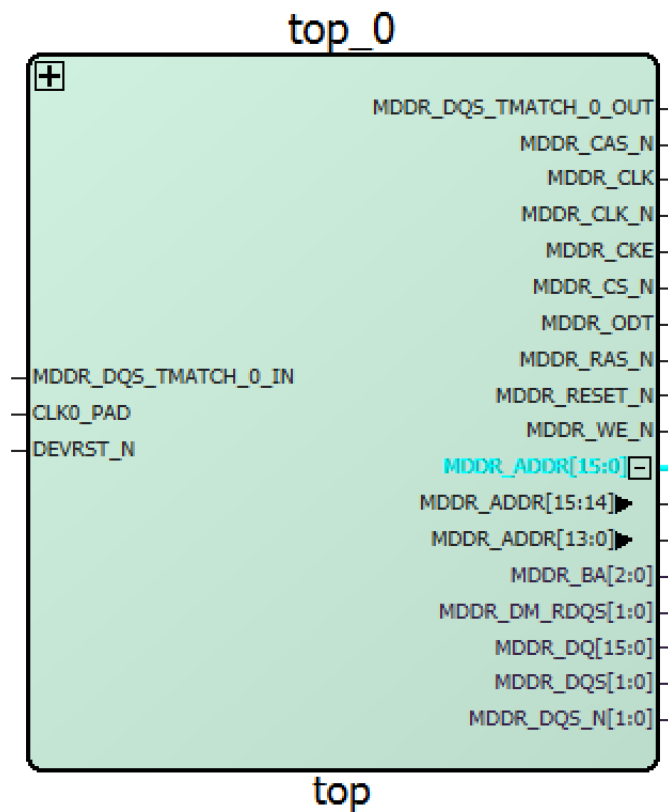 top_0
MDDR_DQS_TMATCH_0_OUT
MDDR_CAS_N
MDDR_CLK
MDDR_CLK_N
MDDR_CKE
MDDR_CS_N
MDDR_ODT
MDDR_RAS_N
MDDR_DQS_TMATCH_0_IN
MDDR_RESET_N
CLK0_PAD
MDDR_WE_N
DEVRST_N
MDDR_ADDR[15:0]
MDDR_ADDR[15:14]
MDDR_ADDR[13:0]
MDDR_BA[2:0]
MDDR_DM_RDQS[1:0]
MDDR_DQ[15:0]
MDDR_DQS[1:0]
MDDR_DQS_N[1:0]
top